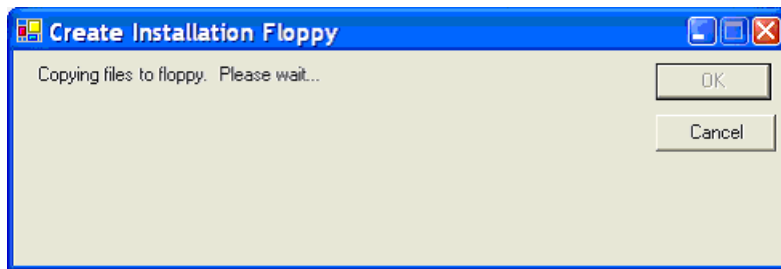 Create Installation Floppy
Copying files to floppy.  Please wait...
OK
Cancel